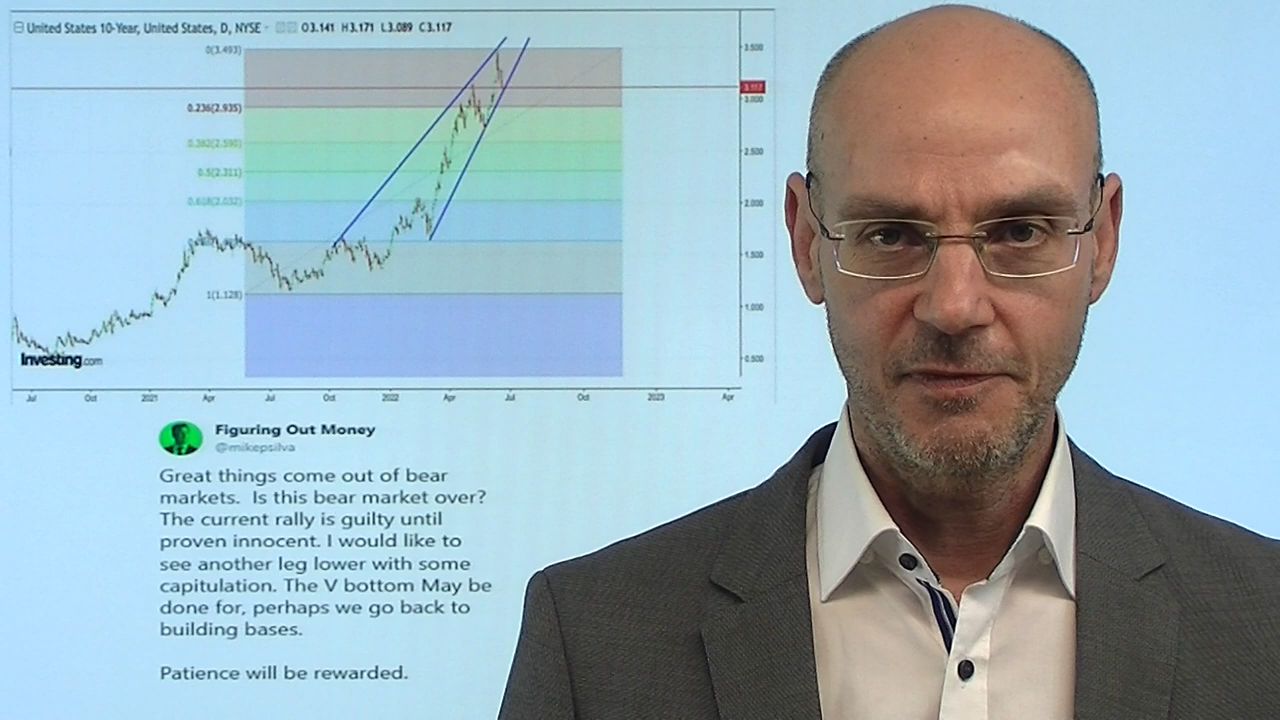 United States 10-Year, United States, D, NYSE O3.141 H3.171 L3.089 C3.117
0(3.493)
3.500
3.117
3.000
0.236(2.935)
0.382(2.590)
2.500
0.5(2.311)
0.618(2.032)
2.000
1.500
1(1.128)
1.000
0.500
Investing.com
Jul Oct 2021 Apr Jul Oct 2022 Apr Jul Oct 2023 Apr
Figuring Out Money
@mikepsilva
Great things come out of bear
markets. Is this bear market over?
The current rally is guilty until
proven innocent. I would like to
see another leg lower with some
capitulation. The V bottom May be
done for, perhaps we go back to
building bases.
Patience will be rewarded.